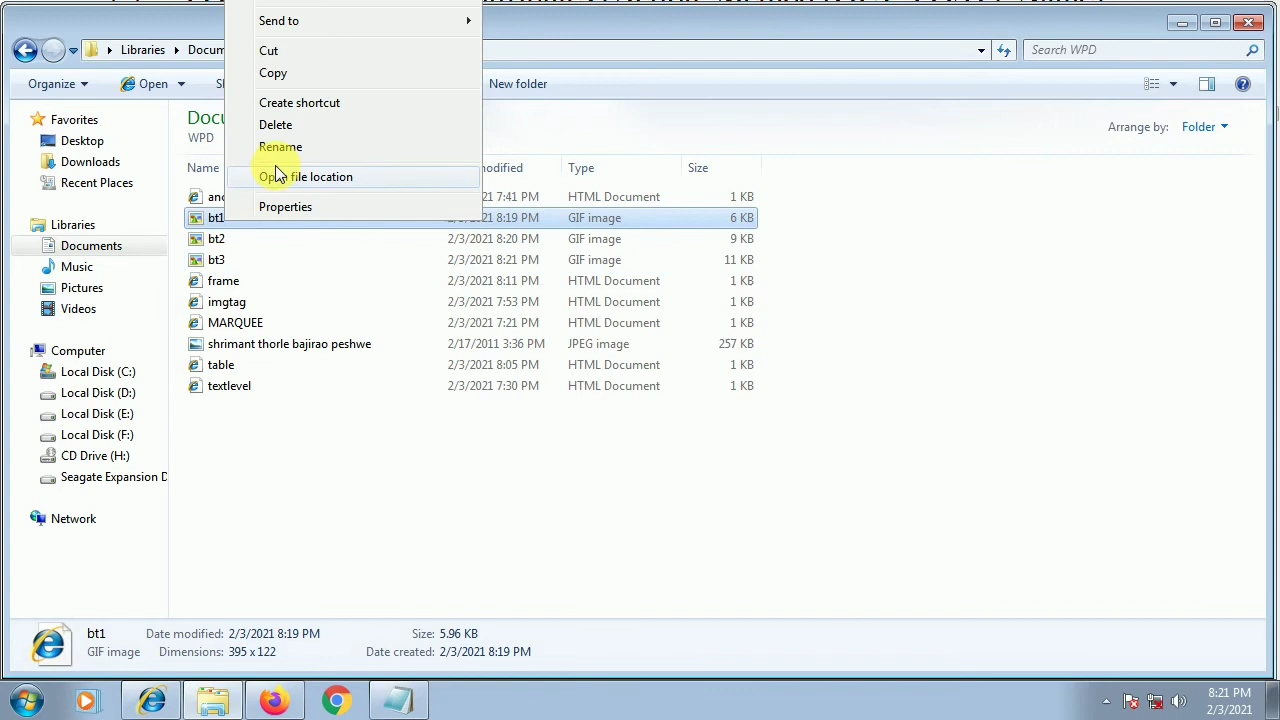 Send to
Libraries
Docum
Cut
Search WPD
Copy
Organize
Open
Sh
New folder
Create shortcut
Delete
Rename
Open file location
Properties
Docu
WPD
Arrange by: Folder
Name
modified
Type
Size
Favorites
Desktop
Downloads
Recent Places
Libraries
Documents
Music
Pictures
Videos
Computer
Local Disk (C:)
Local Disk (D:)
Local Disk (E:)
Local Disk (F:)
CD Drive (H:)
Seagate Expansion D
Network
anc 21 7:41 PM HTML Document 1 KB
bt1 2/3/2021 8:19 PM GIF image 6 KB
bt2 2/3/2021 8:20 PM GIF image 9 KB
bt3 2/3/2021 8:21 PM GIF image 11 KB
frame 2/3/2021 8:11 PM HTML Document 1 KB
imgtag 2/3/2021 7:53 PM HTML Document 1 KB
MARQUEE 2/3/2021 7:21 PM HTML Document 1 KB
shrimant thorle bajirao peshwe 2/17/2011 3:36 PM JPEG image 257 KB
table 2/3/2021 8:05 PM HTML Document 1 KB
textlevel 2/3/2021 7:30 PM HTML Document 1 KB
bt1 Date modified: 2/3/2021 8:19 PM Size: 5.96 KB
GIF image Dimensions: 395 x 122 Date created: 2/3/2021 8:19 PM
8:21 PM
2/3/2021